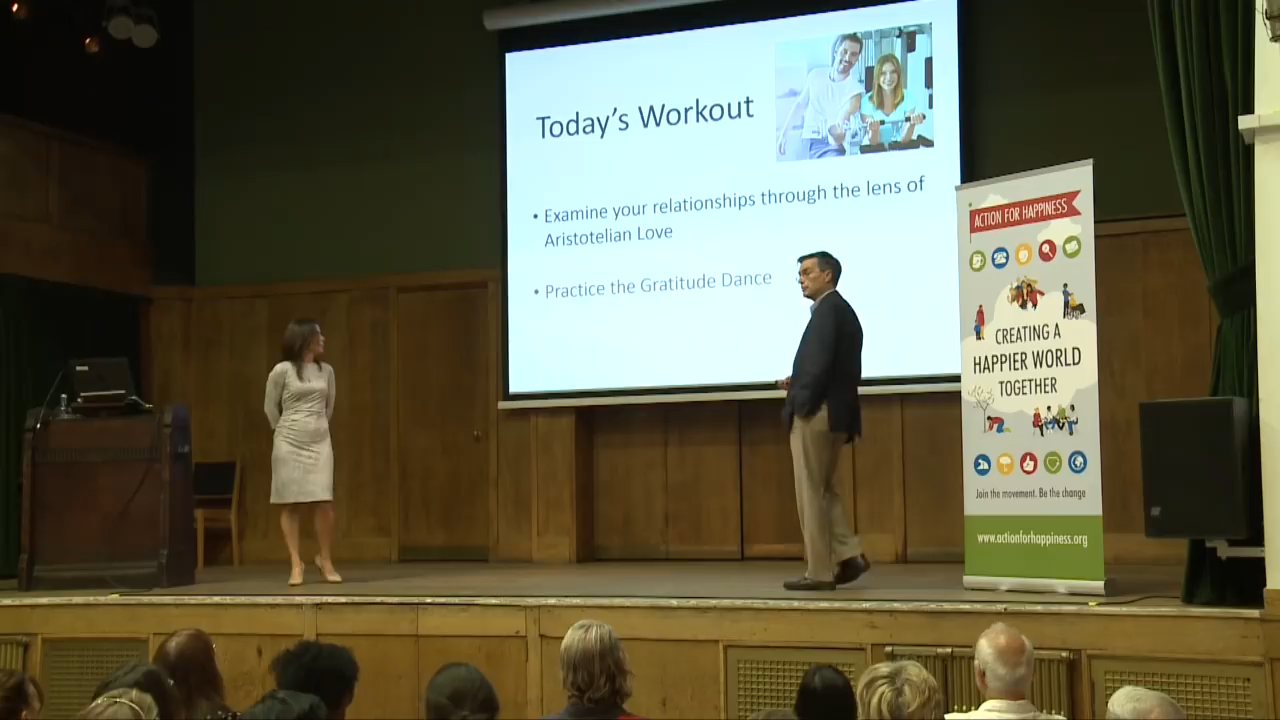 Today's Workout
• Examine your relationships through the lens of
Aristotelian Love
• Practice the Gratitude Dance
ACTION FOR HAPPINESS
CREATING A
HAPPIER WORLD
TOGETHER
Join the movement. Be the change
www.actionforhappiness.org